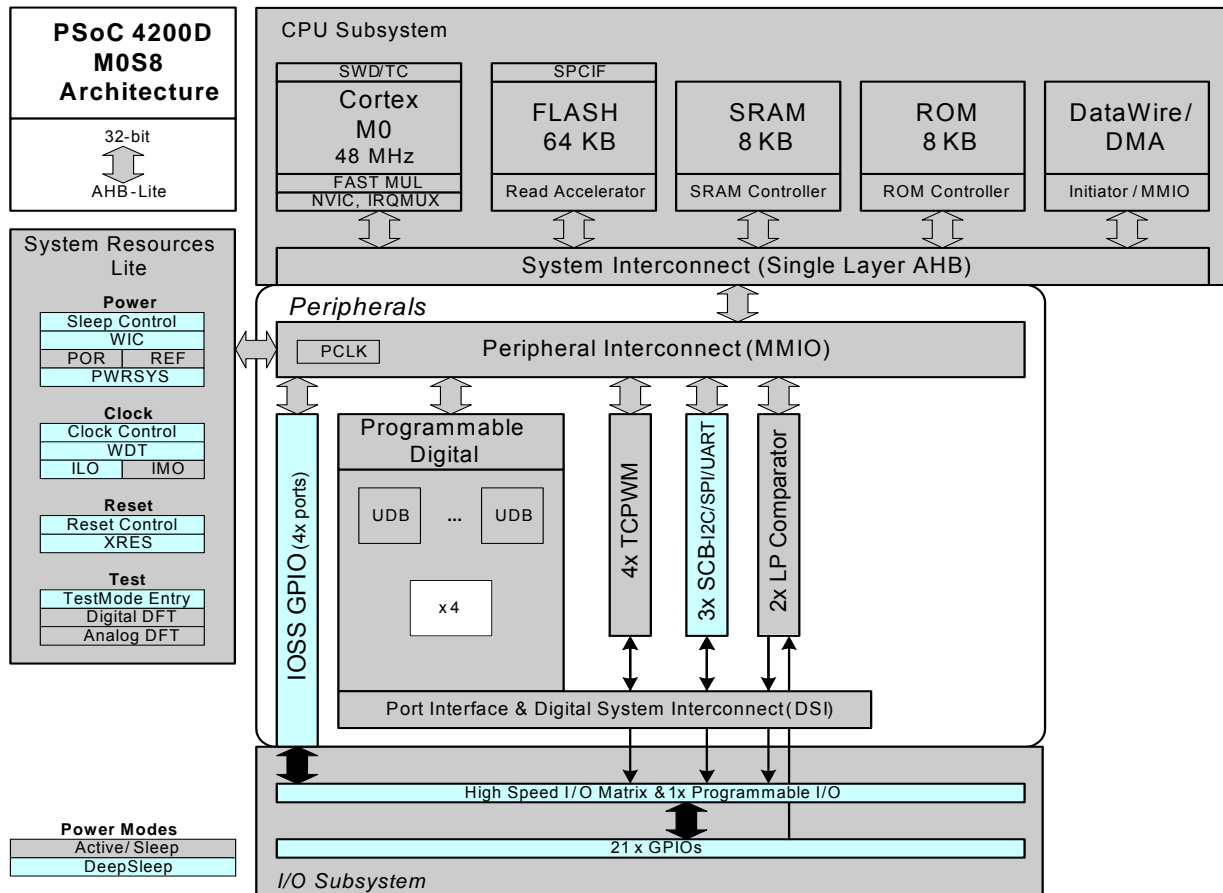 PSoC 4200D
M0S8
Architecture
32-bit
AHB-Lite
CPU Subsystem
SWD/TC
Cortex
M0
48 MHz
FAST MUL
NVIC, IRQMUX
SPCIF
FLASH
64 KB
Read Accelerator
SRAM
8 KB
SRAM Controller
ROM
8 KB
ROM Controller
DataWire/
DMA
Initiator / MMIO
System Interconnect (Single Layer AHB)
System Resources
Lite
Power
Sleep Control
WIC
POR REF
PWRSYS
Clock
Clock Control
WDT
ILO IMO
Reset
Reset Control
XRES
Test
TestMode Entry
Digital DFT
Analog DFT
Peripherals
PCLK
Peripheral Interconnect (MMIO)
IOSS GPIO (4x ports)
Programmable
Digital
UDB ... UDB
x 4
4x TCPWM
3x SCB-I2C/SPI/UART
2x LP Comparator
Port Interface & Digital System Interconnect (DSI)
High Speed I/O Matrix & 1x Programmable I/O
21 x GPIOs
I/O Subsystem
Power Modes
Active/ Sleep
DeepSleep